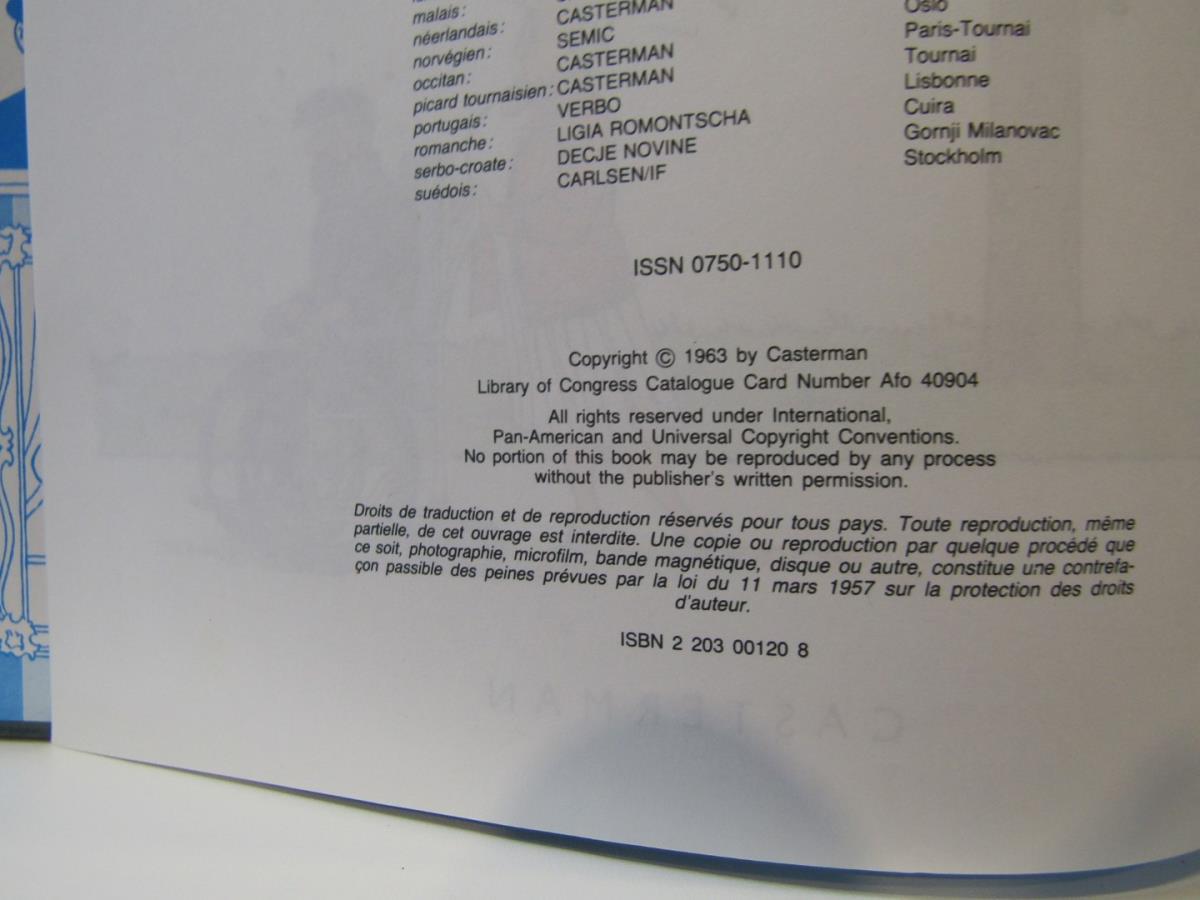 malais:
néerlandais: CASTERMAN Oslo
norvégien: SEMIC Paris-Tournai
occitan: CASTERMAN Tournai
picard tournaisien: CASTERMAN Lisbonne
portugais: VERBO Cuira
romanche: LIGIA ROMONTSCHA Gornji Milanovac
serbo-croate: DECJE NOVINE Stockholm
suédois: CARLSEN/IF
ISSN 0750-1110
Copyright © 1963 by Casterman
Library of Congress Catalogue Card Number Afo 40904
All rights reserved under International,
Pan-American and Universal Copyright Conventions.
No portion of this book may be reproduced by any process
without the publisher's written permission.
Droits de traduction et de reproduction réservés pour tous pays. Toute reproduction, même
partielle, de cet ouvrage est interdite. Une copie ou reproduction par quelque procédé que
ce soit, photographie, microfilm, bande magnétique, disque ou autre, constitue une contrefa-
çon passible des peines prévues par la loi du 11 mars 1957 sur la protection des droits
d'auteur.
ISBN 2 203 00120 8
CASTERMAN